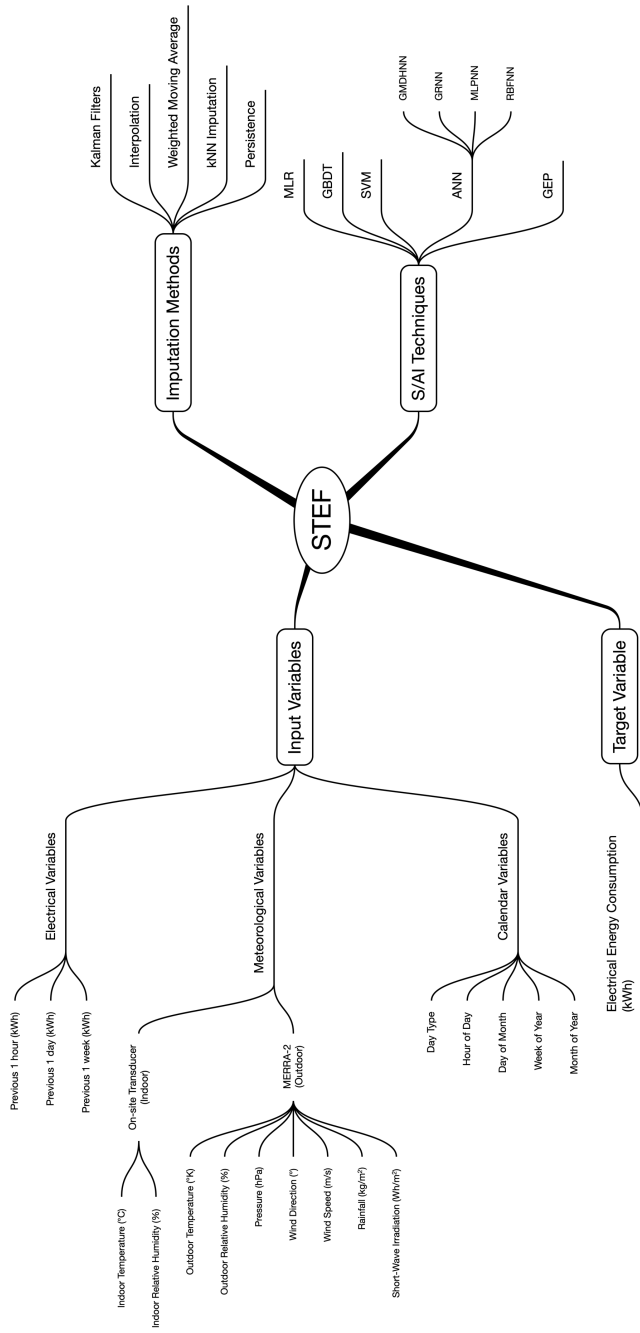 STEF
Imputation Methods
Kalman Filters
Interpolation
Weighted Moving Average
kNN Imputation
Persistence
S/AI Techniques
MLR
GBDT
SVM
ANN
GMDHNN
GRNN
MLPNN
RBFNN
GEP
Input Variables
Electrical Variables
Previous 1 hour (kWh)
Previous 1 day (kWh)
Previous 1 week (kWh)
Meteorological Variables
On-site Transducer
(Indoor)
Indoor Temperature (°C)
Indoor Relative Humidity (%)
MERRA-2
(Outdoor)
Outdoor Temperature (°K)
Outdoor Relative Humidity (%)
Pressure (hPa)
Wind Direction (°)
Wind Speed (m/s)
Rainfall (kg/m²)
Short-Wave Irradiation (Wh/m²)
Calendar Variables
Day Type
Hour of Day
Day of Month
Week of Year
Month of Year
Target Variable
Electrical Energy Consumption
(kWh)